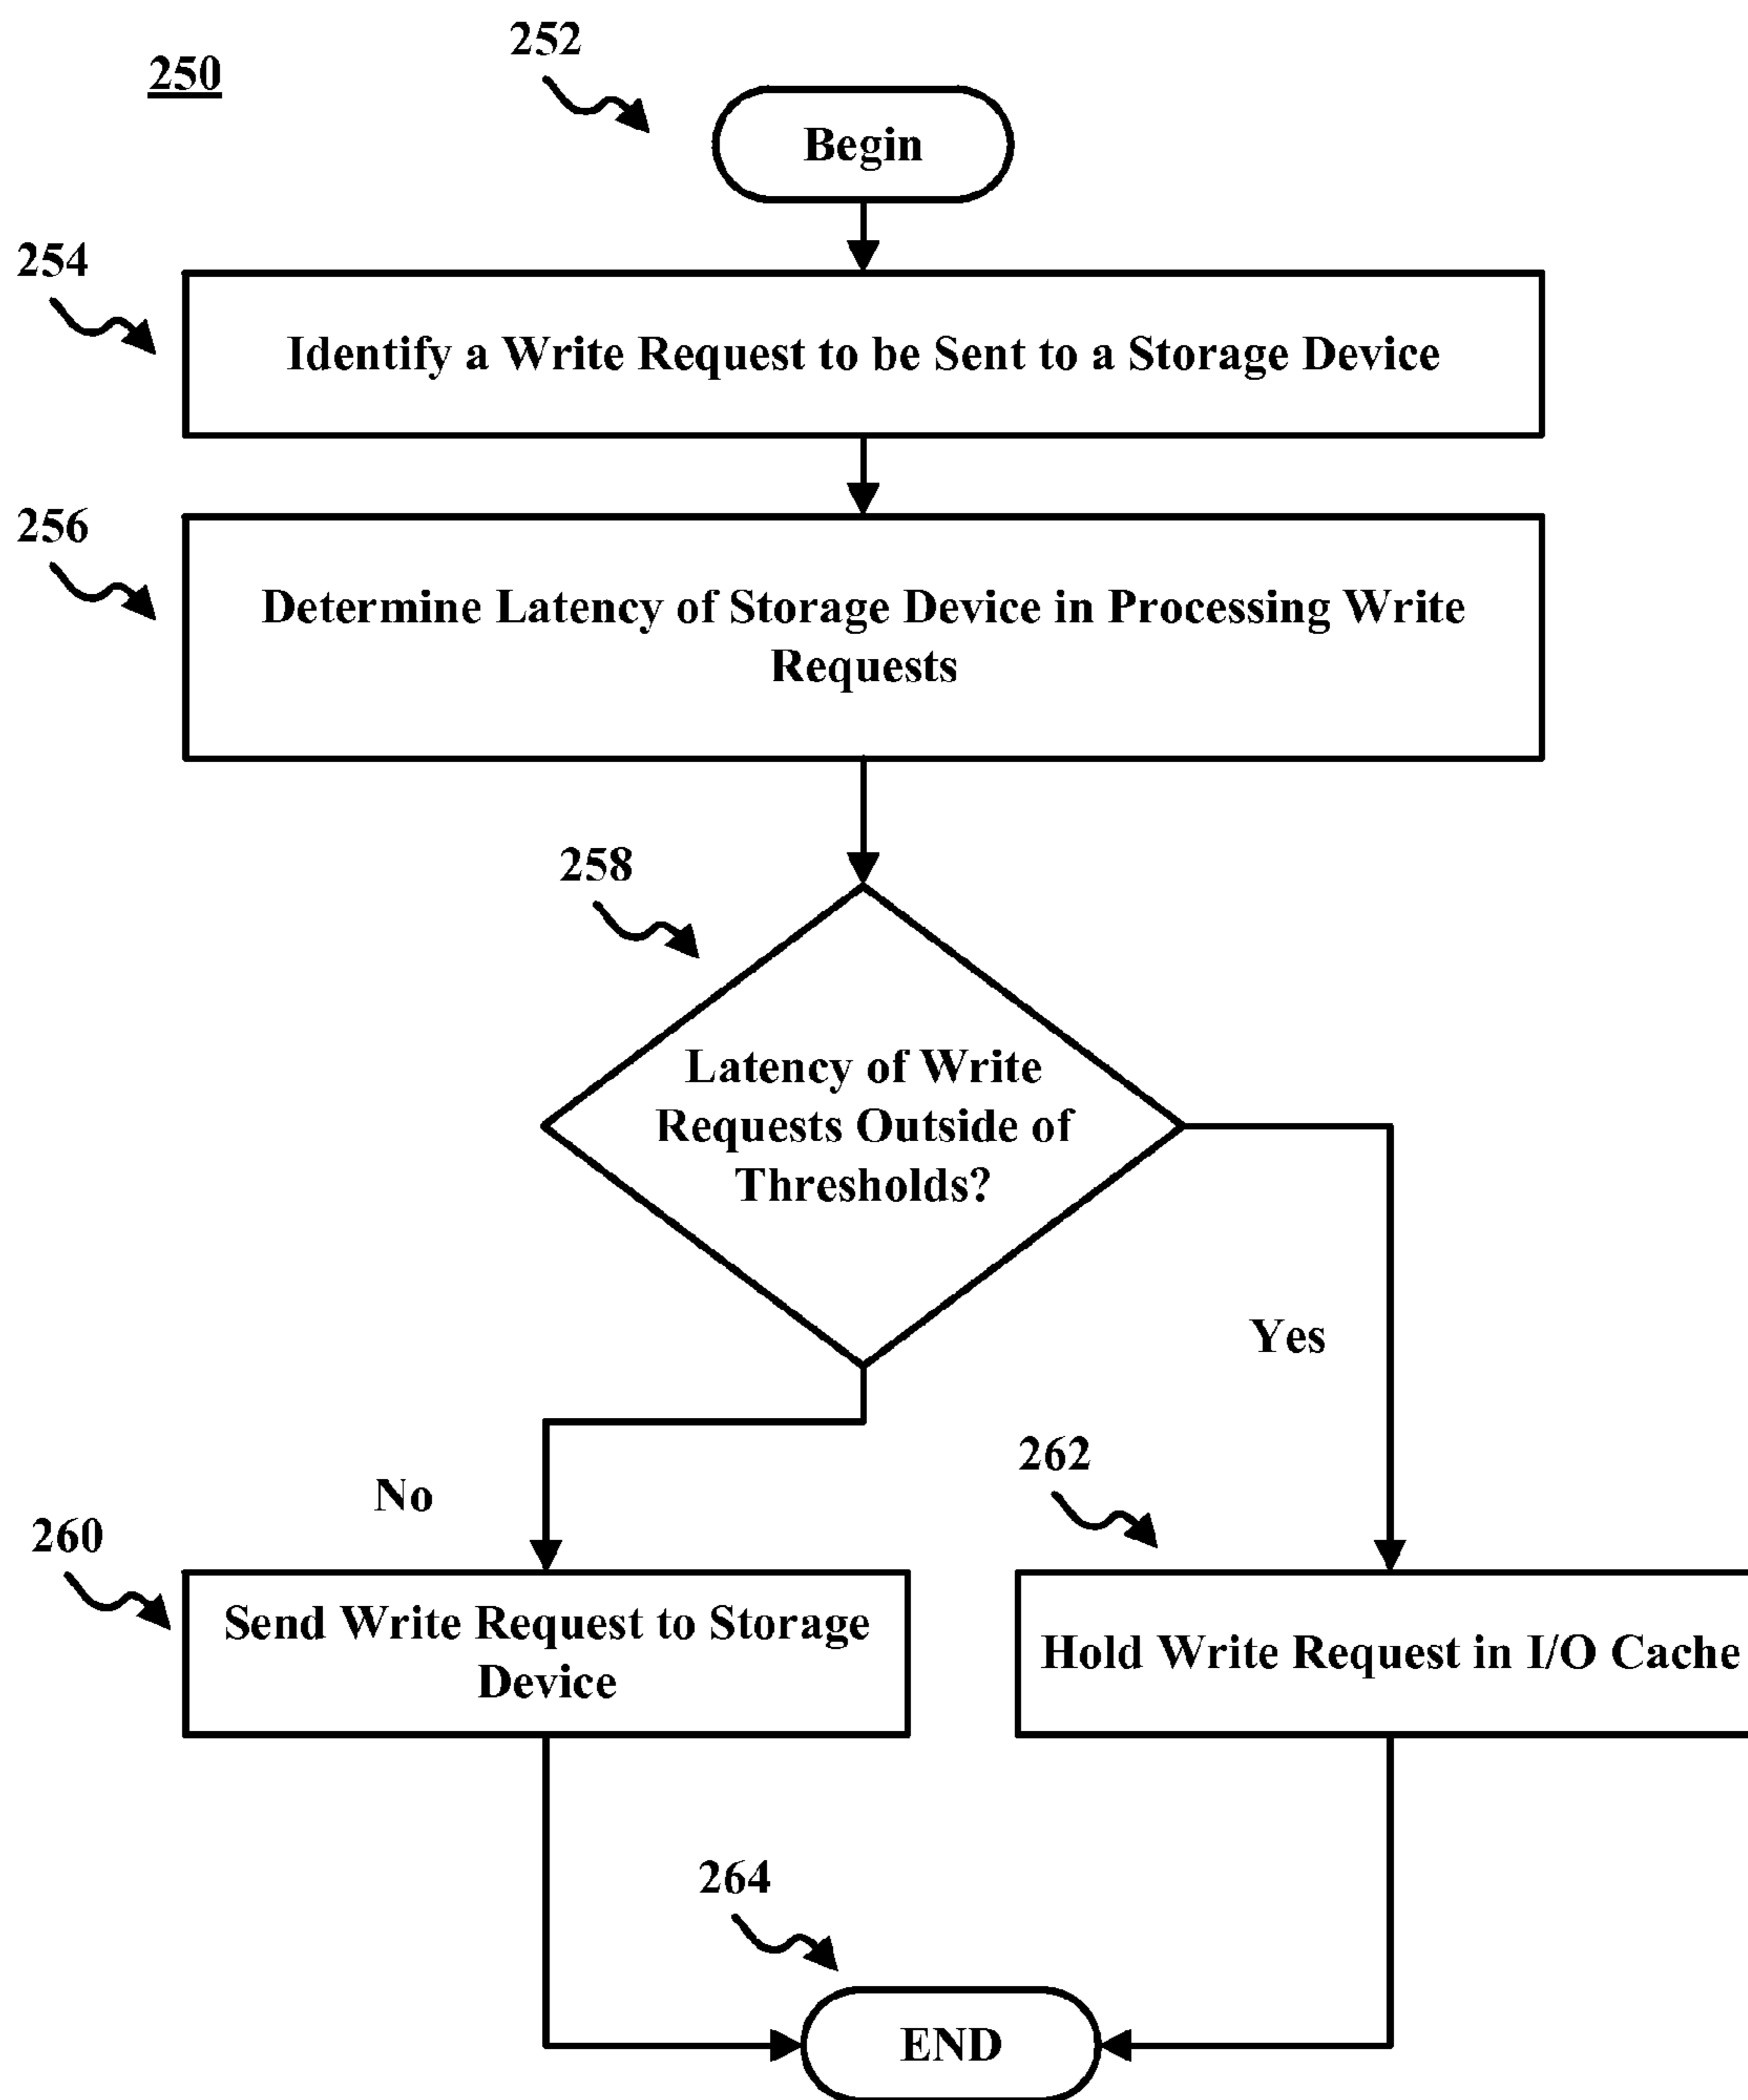 250
252
Begin
254
Identify a Write Request to be Sent to a Storage Device
256
Determine Latency of Storage Device in Processing Write
Requests
258
Latency of Write
Requests Outside of
Thresholds?
Yes
No
262
260
Send Write Request to Storage
Device
Hold Write Request in I/O Cache
264
END